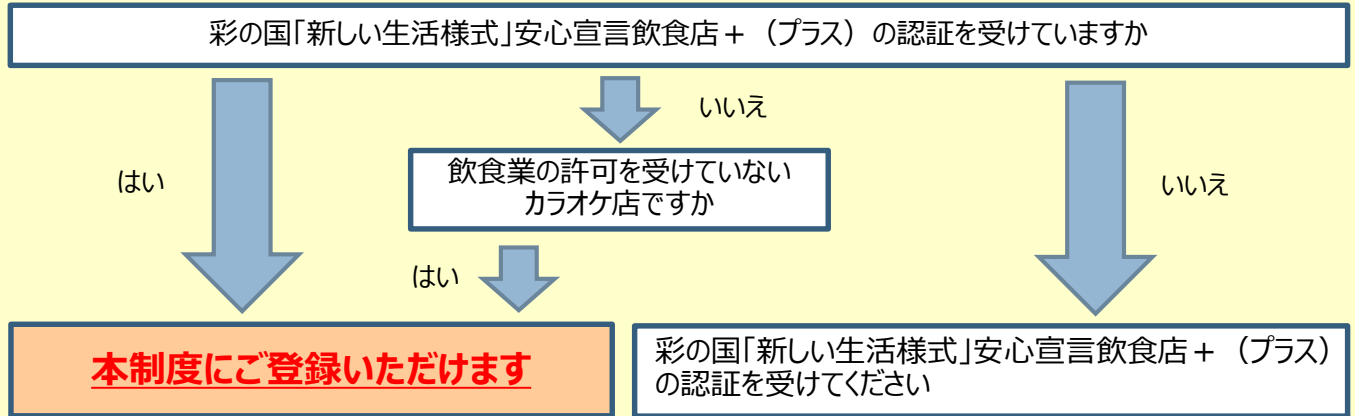 彩の国「新しい生活様式」安心宣言飲食店＋（プラス）の認証を受けていますか
いいえ
はい
飲食業の許可を受けていない
カラオケ店ですか
いいえ
はい
本制度にご登録いただけます
彩の国「新しい生活様式」安心宣言飲食店＋（プラス）
の認証を受けてください